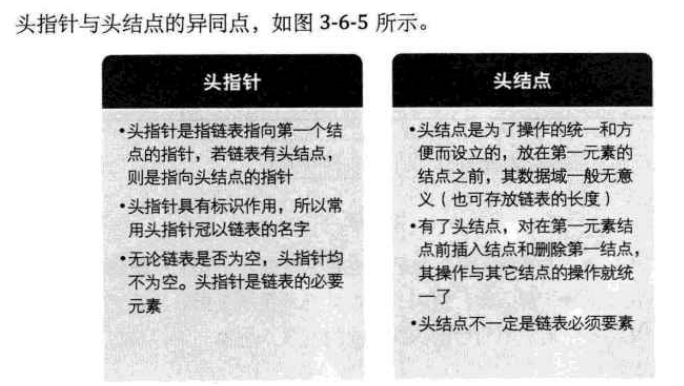 头指针与头结点的异同点，如图 3-6-5 所示。
头指针
•头指针是指链表指向第一个结
点的指针，若链表有头结点，
则是指向头结点的指针
•头指针具有标识作用，所以常
用头指针冠以链表的名字
•无论链表是否为空，头指针均
不为空。头指针是链表的必要
元素
头结点
•头结点是为了操作的统一和方
便而设立的，放在第一元素的
结点之前，其数据域一般无意
义（也可存放链表的长度）
•有了头结点，对在第一元素结
点前插入结点和删除第一结点，
其操作与其它结点的操作就统
一了
•头结点不一定是链表必须要素